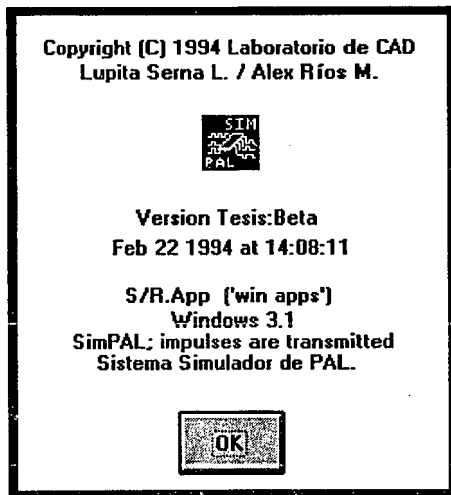 Copyright (C) 1994 Laboratorio de CAD
Lupita Serna L. / Alex Ríos M.
SIM
PAL
Version Tesis:Beta
Feb 22 1994 at 14:08:11
S/R.App ('win apps')
Windows 3.1
SimPAL; impulses are transmitted
Sistema Simulador de PAL.
OK